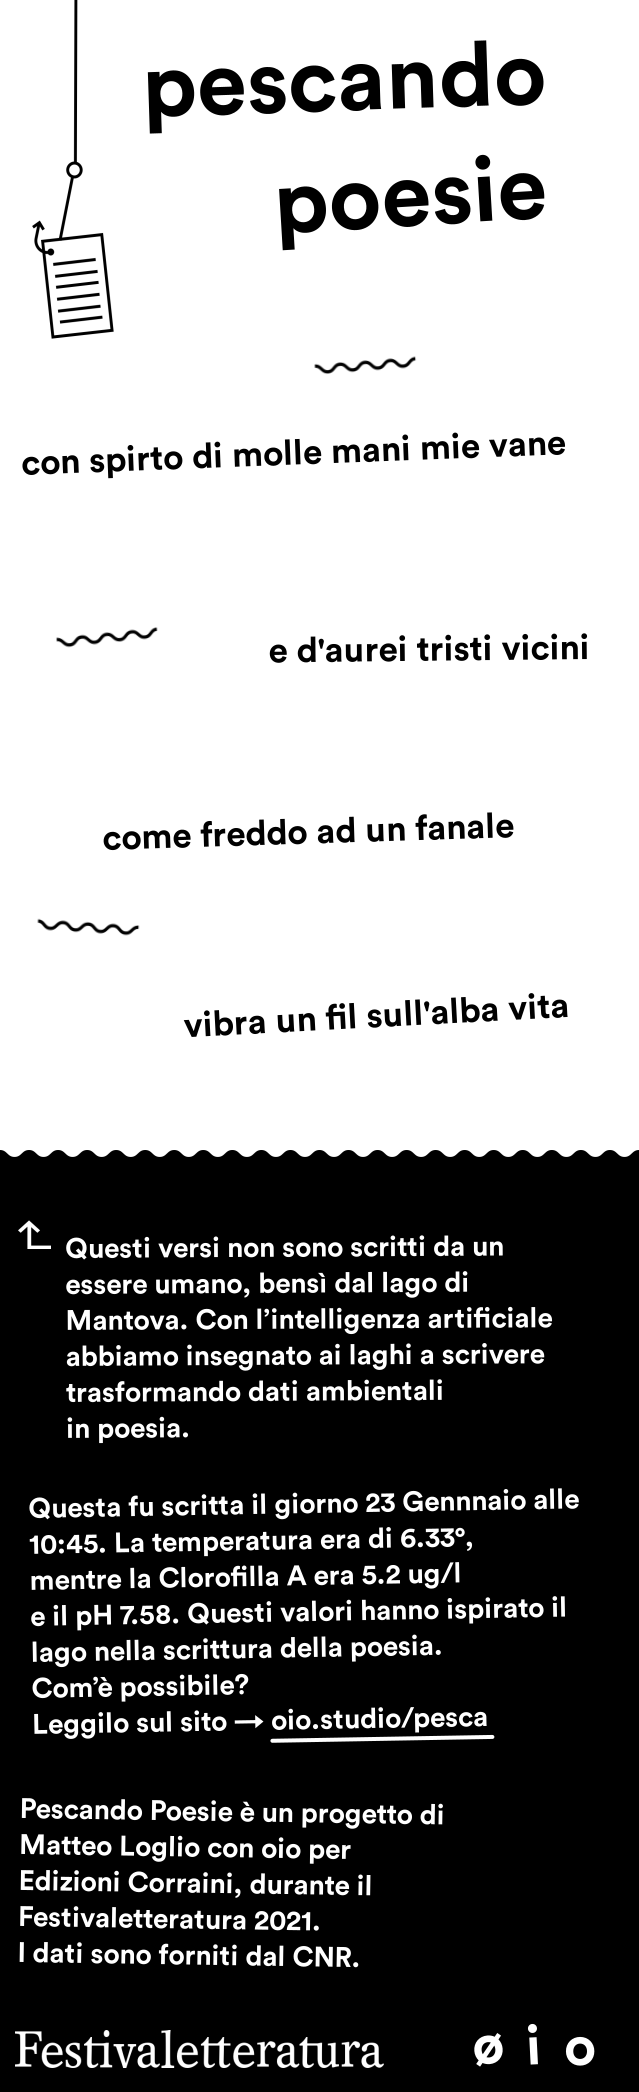 pescando
poesie
con spirto di molle mani mie vane
e d'aurei tristi vicini
come freddo ad un fanale
vibra un fil sull'alba vita
Questi versi non sono scritti da un
essere umano, bensì dal lago di
Mantova. Con l’intelligenza artificiale
abbiamo insegnato ai laghi a scrivere
trasformando dati ambientali
in poesia.
Questa fu scritta il giorno 23 Gennnaio alle
10:45. La temperatura era di 6.33°,
mentre la Clorofilla A era 5.2 ug/l
e il pH 7.58. Questi valori hanno ispirato il
lago nella scrittura della poesia.
Com’è possibile?
Leggilo sul sito → oio.studio/pesca
Pescando Poesie è un progetto di
Matteo Loglio con oio per
Edizioni Corraini, durante il
Festivaletteratura 2021.
I dati sono forniti dal CNR.
Festivaletteratura ø i o